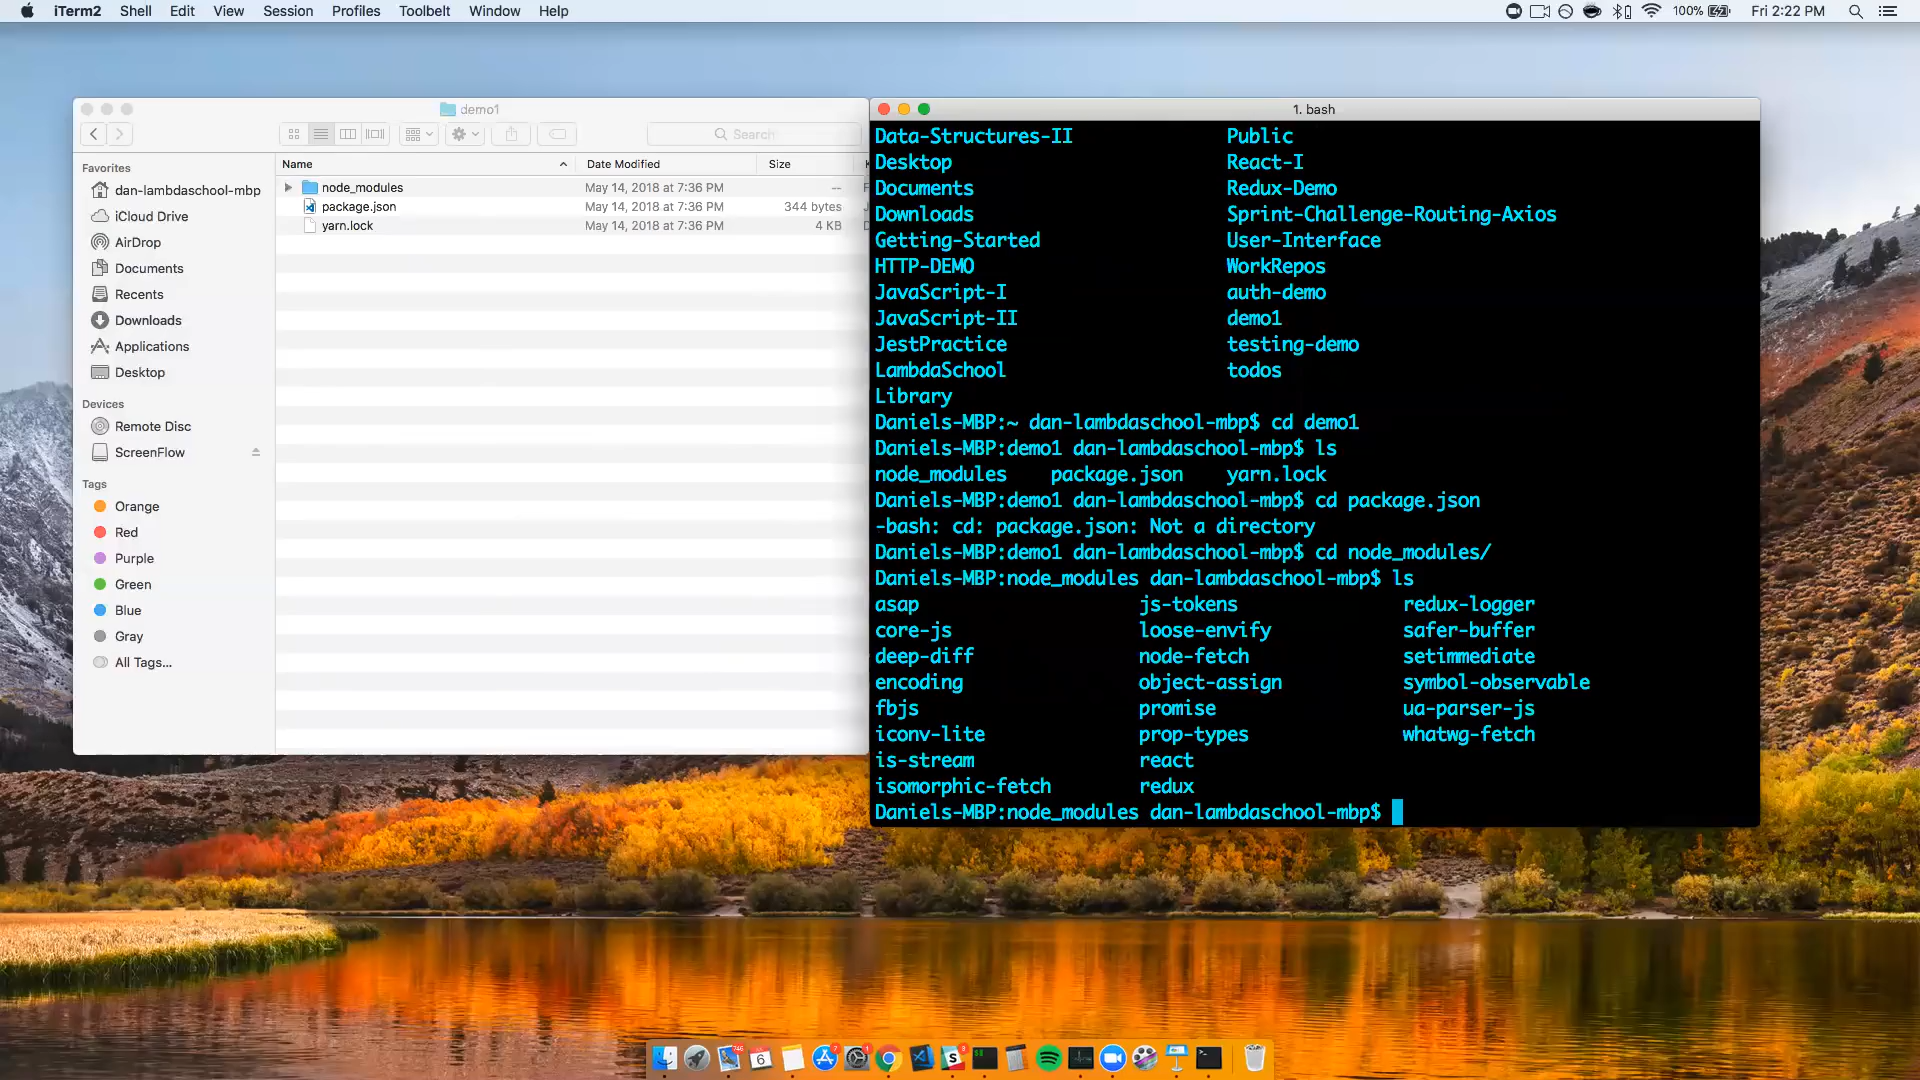 iTerm2 Shell Edit View Session Profiles Toolbelt Window Help 100% Fri 2:22 PM
demo1
Search
Favorites
dan-lambdaschool-mbp
iCloud Drive
AirDrop
Documents
Recents
Downloads
Applications
Desktop
Devices
Remote Disc
ScreenFlow
Tags
Orange
Red
Purple
Green
Blue
Gray
All Tags...
Name Date Modified Size
node_modules May 14, 2018 at 7:36 PM --
package.json May 14, 2018 at 7:36 PM 344 bytes
yarn.lock May 14, 2018 at 7:36 PM 4 KB
1. bash
Data-Structures-II Public
Desktop React-I
Documents Redux-Demo
Downloads Sprint-Challenge-Routing-Axios
Getting-Started User-Interface
HTTP-DEMO WorkRepos
JavaScript-I auth-demo
JavaScript-II demo1
JestPractice testing-demo
LambdaSchool todos
Library
Daniels-MBP:~ dan-lambdaschool-mbp$ cd demo1
Daniels-MBP:demo1 dan-lambdaschool-mbp$ ls
node_modules package.json yarn.lock
Daniels-MBP:demo1 dan-lambdaschool-mbp$ cd package.json
-bash: cd: package.json: Not a directory
Daniels-MBP:demo1 dan-lambdaschool-mbp$ cd node_modules/
Daniels-MBP:node_modules dan-lambdaschool-mbp$ ls
asap js-tokens redux-logger
core-js loose-envify safer-buffer
deep-diff node-fetch setimmediate
encoding object-assign symbol-observable
fbjs promise ua-parser-js
iconv-lite prop-types whatwg-fetch
is-stream react
isomorphic-fetch redux
Daniels-MBP:node_modules dan-lambdaschool-mbp$
6